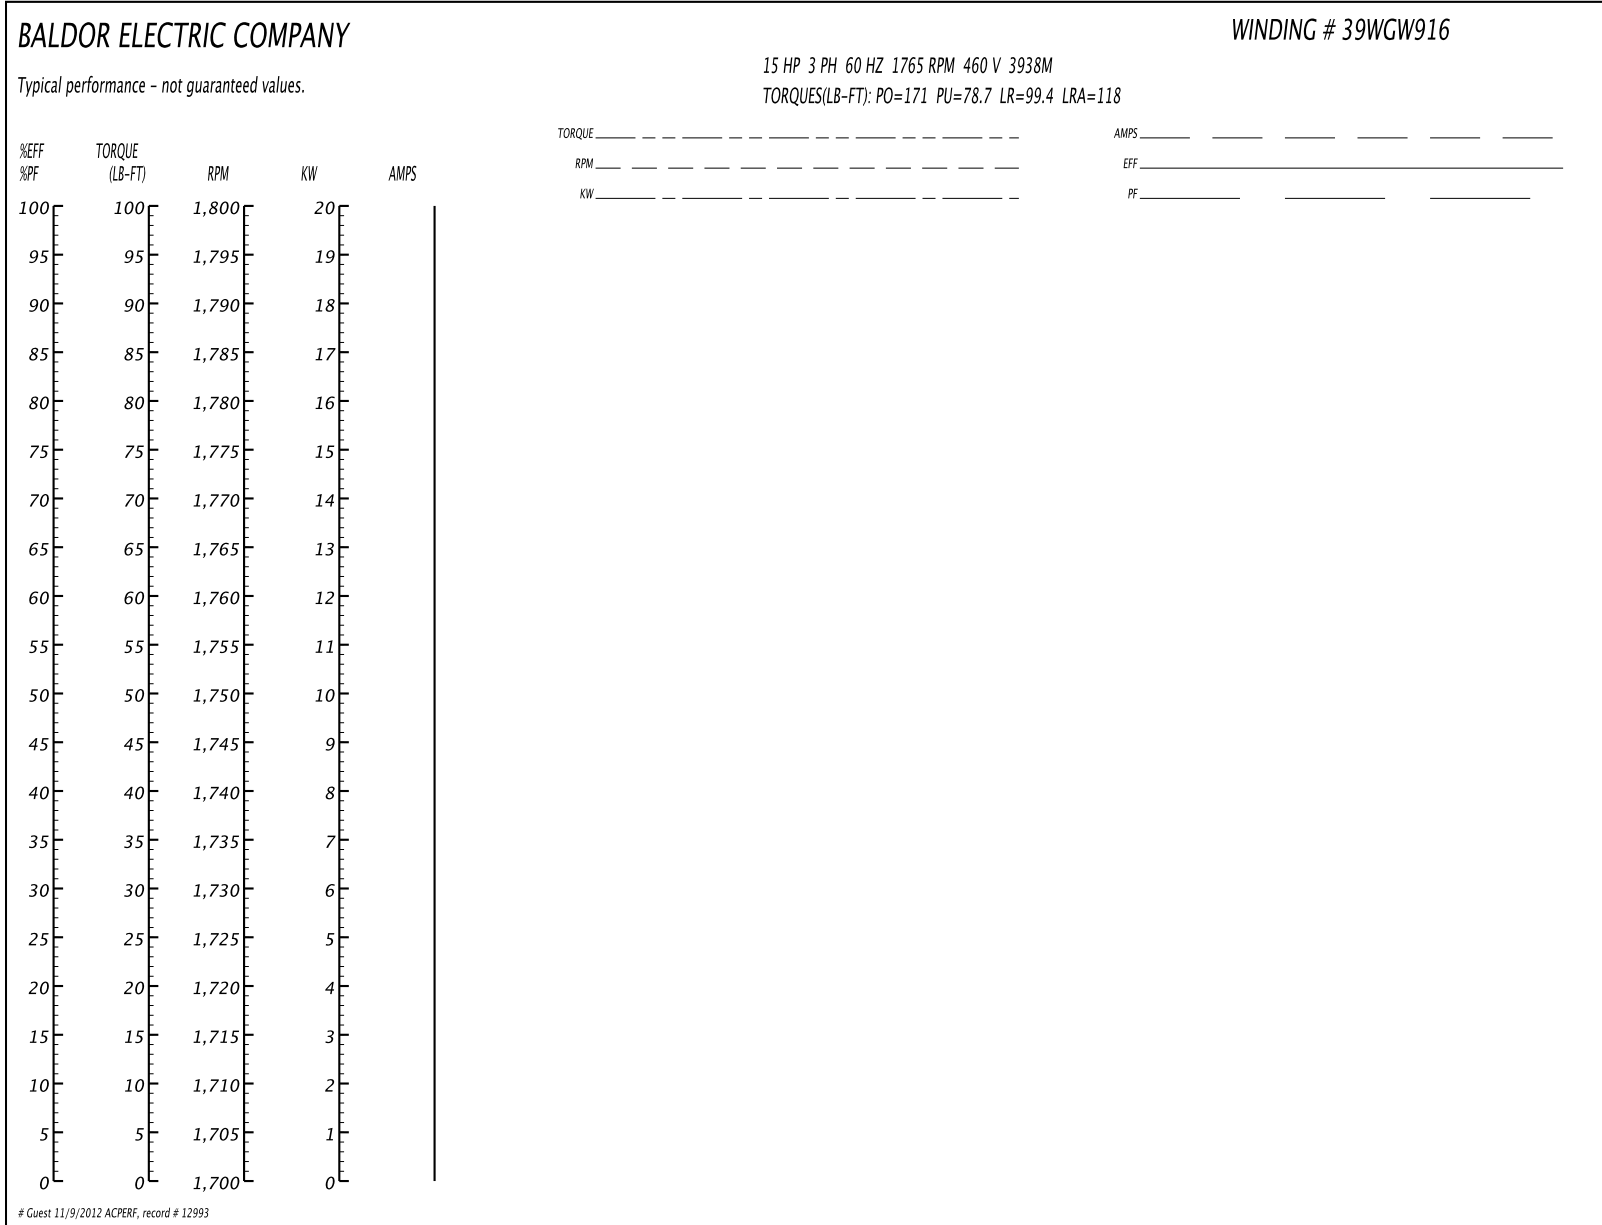 BALDOR ELECTRIC COMPANY
WINDING # 39WGW916
Typical performance - not guaranteed values.
15 HP 3 PH 60 HZ 1765 RPM 460 V 3938M
TORQUES(LB-FT): PO=171 PU=78.7 LR=99.4 LRA=118
TORQUE
AMPS
RPM
EFF
KW
PF
%EFF TORQUE
%PF (LB-FT) RPM KW AMPS
100 100 1,800 20
95 95 1,795 19
90 90 1,790 18
85 85 1,785 17
80 80 1,780 16
75 75 1,775 15
70 70 1,770 14
65 65 1,765 13
60 60 1,760 12
55 55 1,755 11
50 50 1,750 10
45 45 1,745 9
40 40 1,740 8
35 35 1,735 7
30 30 1,730 6
25 25 1,725 5
20 20 1,720 4
15 15 1,715 3
10 10 1,710 2
5 5 1,705 1
0 0 1,700 0
# Guest 11/9/2012 ACPERF, record # 12993